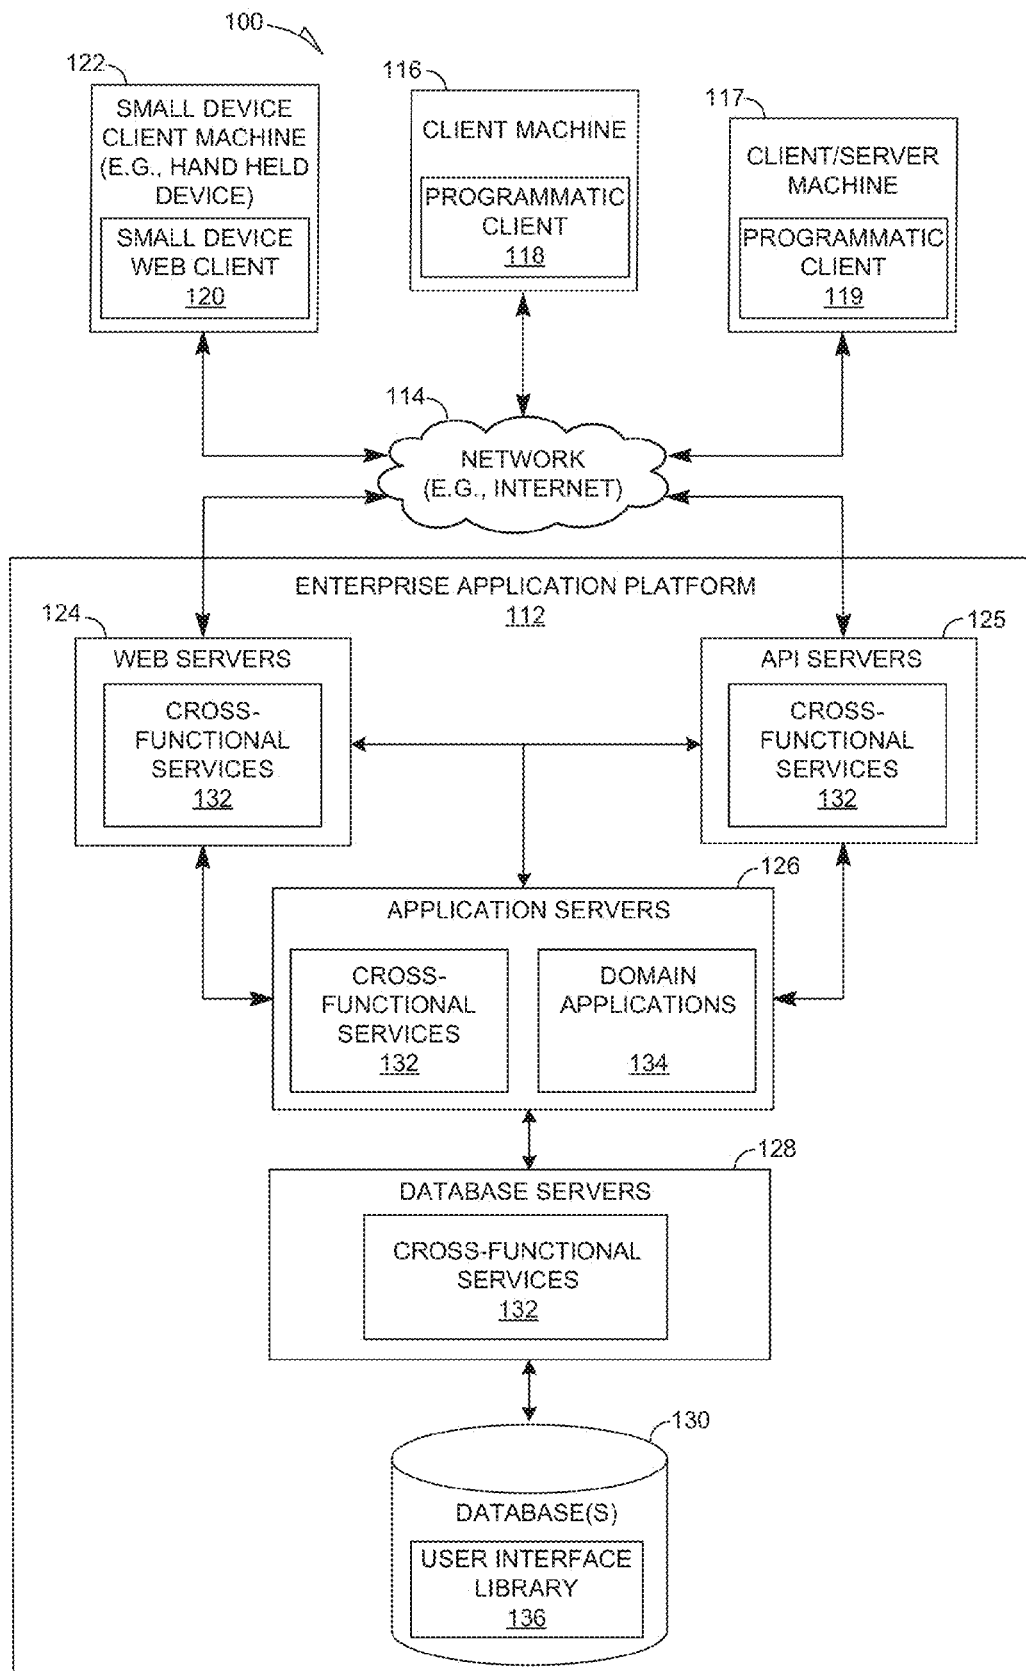 100
122
SMALL DEVICE
CLIENT MACHINE
(E.G., HAND HELD
DEVICE)
SMALL DEVICE
WEB CLIENT
120
116
CLIENT MACHINE
PROGRAMMATIC
CLIENT
118
117
CLIENT/SERVER
MACHINE
PROGRAMMATIC
CLIENT
119
114
NETWORK
(E.G., INTERNET)
ENTERPRISE APPLICATION PLATFORM
112
124
WEB SERVERS
CROSS-
FUNCTIONAL
SERVICES
132
125
API SERVERS
CROSS-
FUNCTIONAL
SERVICES
132
126
APPLICATION SERVERS
CROSS-
FUNCTIONAL
SERVICES
132
DOMAIN
APPLICATIONS
134
128
DATABASE SERVERS
CROSS-FUNCTIONAL
SERVICES
132
130
DATABASE(S)
USER INTERFACE
LIBRARY
136